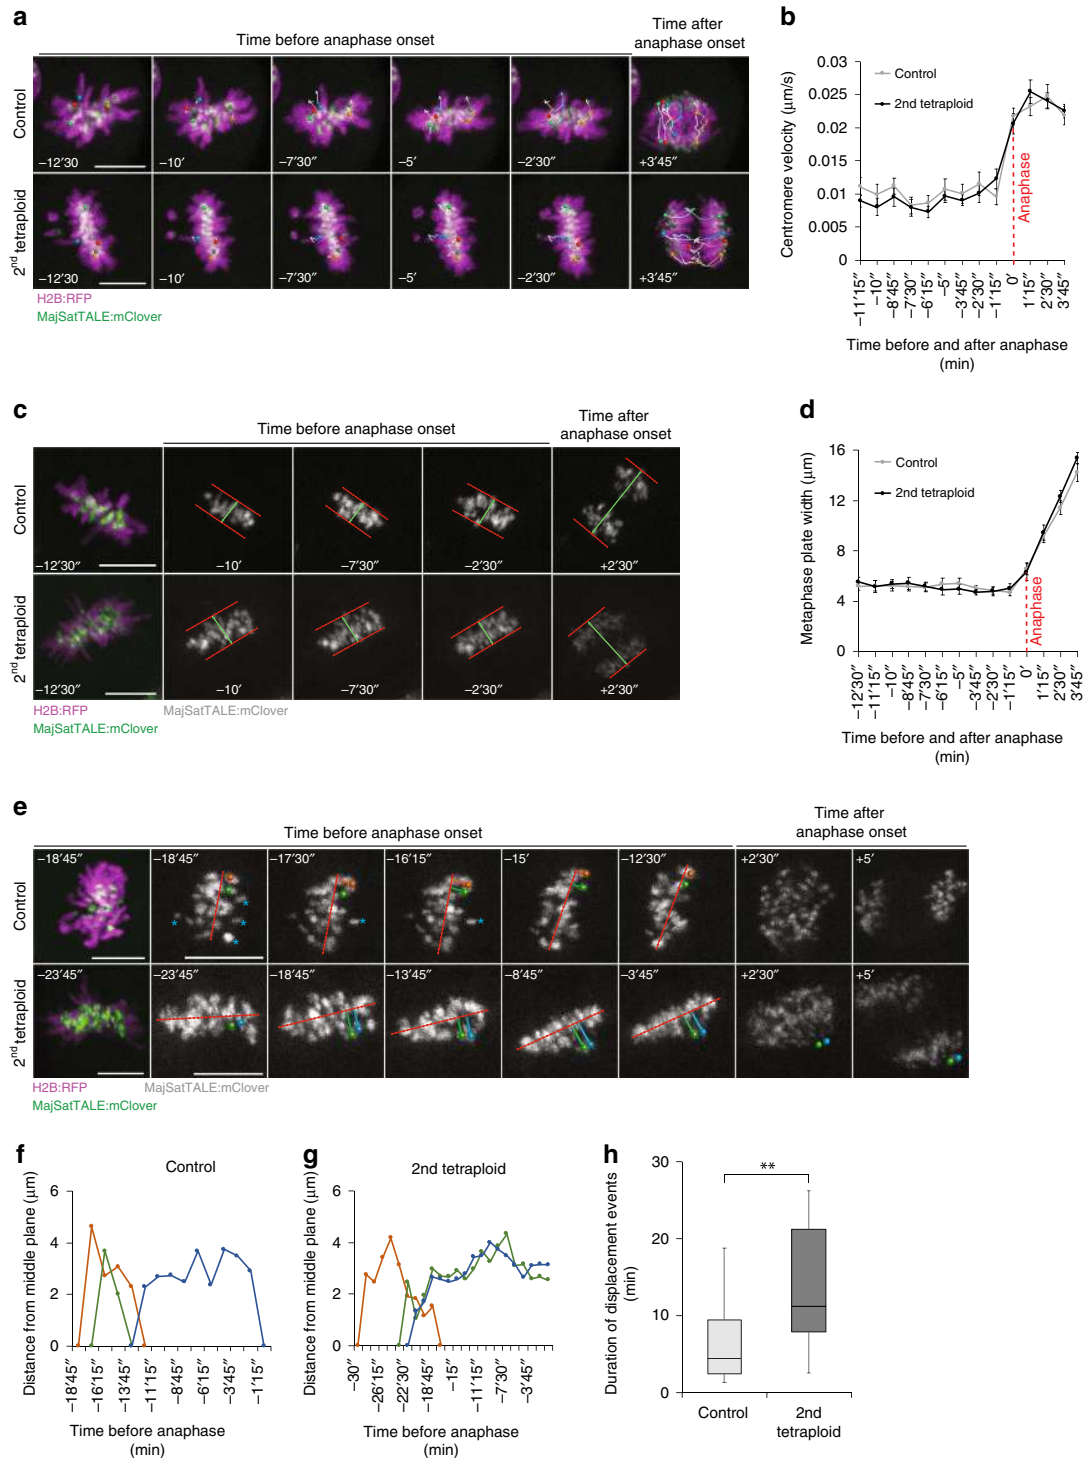 a
Time before anaphase onset
Time after
anaphase onset
Control
−12′30
−10′
−7′30″
−5′
−2′30″
+3′45″
2nd tetraploid
−12′30
−10′
−7′30″
−5′
−2′30″
+3′45″
H2B:RFP
MajSatTALE:mClover
b
Centromere velocity (μm/s)
0.03
0.025
0.02
0.015
0.01
0.005
0
Control
2nd tetraploid
Anaphase
−11′15″
−10″
−8′45″
−7′30″
−6′15″
−5″
−3′45″
−2′30″
−1′15″
0′
1′15″
2′30″
3′45″
Time before and after anaphase
(min)
c
Time before anaphase onset
Time after
anaphase onset
Control
−12′30″
−10′
−7′30″
−2′30″
+2′30″
2nd tetraploid
−12′30″
−10′
−7′30″
−2′30″
+2′30″
H2B:RFP
MajSatTALE:mClover
MajSatTALE:mClover
d
Metaphase plate width (μm)
16
12
8
4
0
Control
2nd tetraploid
Anaphase
−12′30″
−11′15″
−10″
−8′45″
−7′30″
−6′15″
−5″
−3′45″
−2′30″
−1′15″
0′
1′15″
2′30″
3′45″
Time before and after anaphase
(min)
e
Time before anaphase onset
Time after
anaphase onset
Control
−18′45″
−18′45″
−17′30″
−16′15″
−15′
−12′30″
+2′30″
+5′
2nd tetraploid
−23′45″
−23′45″
−18′45″
−13′45″
−8′45″
−3′45″
+2′30″
+5′
H2B:RFP
MajSatTALE:mClover
MajSatTALE:mClover
f
Control
Distance from middle plane (μm)
6
4
2
0
−18′45″
−16′15″
−13′45″
−11′15″
−8′45″
−6′15″
−3′45″
−1′15″
Time before anaphase
(min)
g
2nd tetraploid
Distance from middle plane (μm)
6
4
2
0
−30″
−26′15″
−22′30″
−18′45″
−15″
−11′15″
−7′30″
−3′45″
Time before anaphase
(min)
h
Duration of displacement events
(min)
30
20
10
0
**
Control
2nd
tetraploid